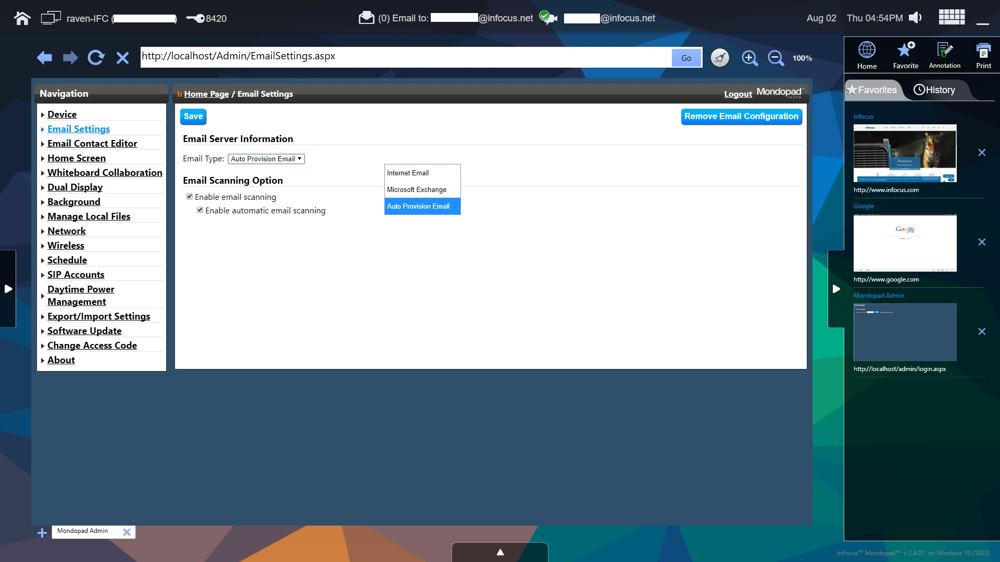 raven-IFC ( ) 8420 (0) Email to: @infocus.net @infocus.net Aug 02 Thu 04:54PM
http://localhost/Admin/EmailSettings.aspx Go 100%
Home Favorite Annotation Print
Navigation
Device
Email Settings
Email Contact Editor
Home Screen
Whiteboard Collaboration
Dual Display
Background
Manage Local Files
Network
Wireless
Schedule
SIP Accounts
Daytime Power
Management
Export/Import Settings
Software Update
Change Access Code
About
Home Page / Email Settings Logout Mondopad™
ULTRA
Save Remove Email Configuration
Email Server Information
Email Type: Auto Provision Email
Internet Email
Microsoft Exchange
Auto Provision Email
Email Scanning Option
Enable email scanning
Enable automatic email scanning
Favorites History
Infocus
InFocus
Projectors
http://www.infocus.com
Google
Google
http://www.google.com
Mondopad Admin
Mondopad
http://localhost/admin/login.aspx
Mondopad Admin
InFocus™ Mondopad™ v 2.4.07 on Windows 10 (1803)